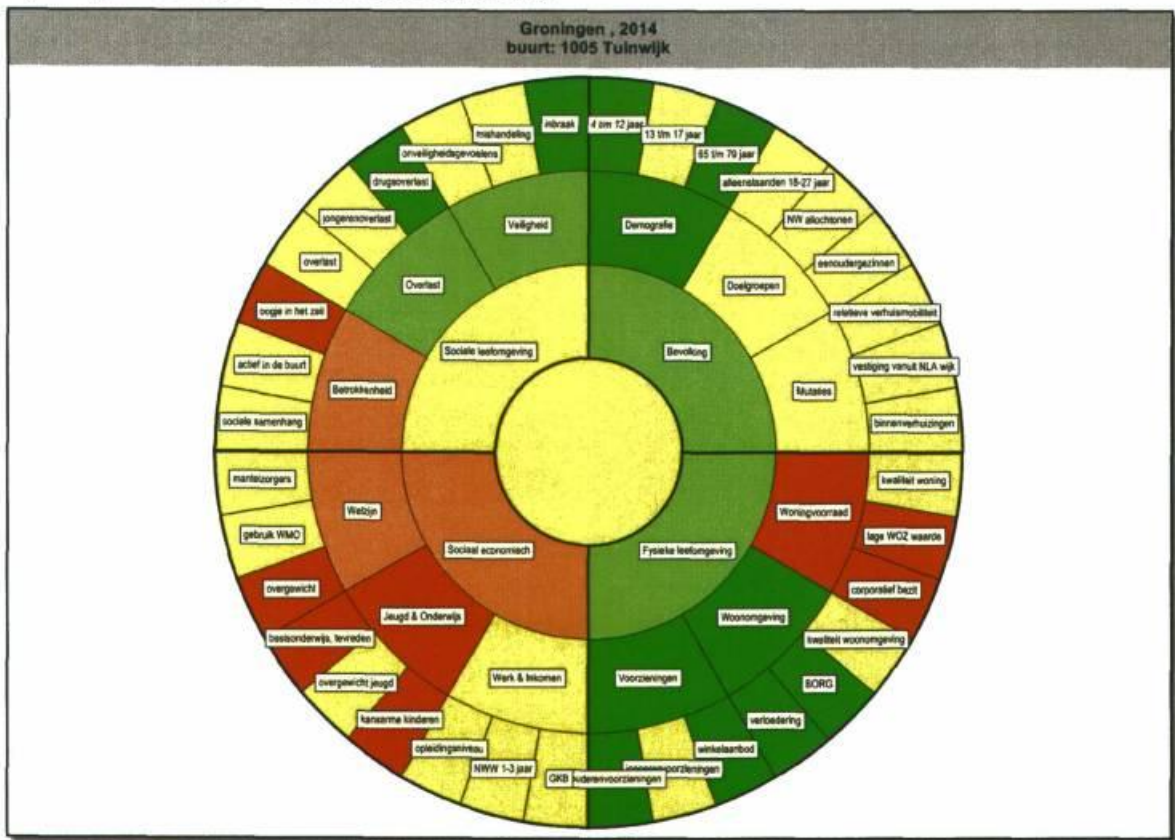 Groningen , 2014
buurt: 1005 Tuinwijk
inbraak
4 t/m 12 jaar
mishandeling
13 t/m 17 jaar
onveiligheidsgevoelens
65 t/m 79 jaar
drugsoverlast
alleenstaanden 18-27 jaar
jongerenoverlast
NW allochtonen
Veiligheid
Demografie
overlast
eenoudergezinnen
Overlast
Doelgroepen
oogje in het zeil
relatieve verhuismobiliteit
Sociale leefomgeving
Bevolking
actief in de buurt
vestiging vanuit NLA wijk
Betrokkenheid
Mutaties
sociale samenhang
binnenverhuizingen
mantelzorgers
kwaliteit woning
Welzijn
Woningvoorraad
gebruik WMO
lage WOZ waarde
Sociaal economisch
Fysieke leefomgeving
overgewicht
corporatief bezit
Jeugd & Onderwijs
Woonomgeving
basisonderwijs, tevreden
kwaliteit woonomgeving
overgewicht jeugd
BORG
Werk & Inkomen
Voorzieningen
kansarme kinderen
verloedering
opleidingsniveau
winkelaanbod
NWW 1-3 jaar
GKB
ouderenvoorzieningen